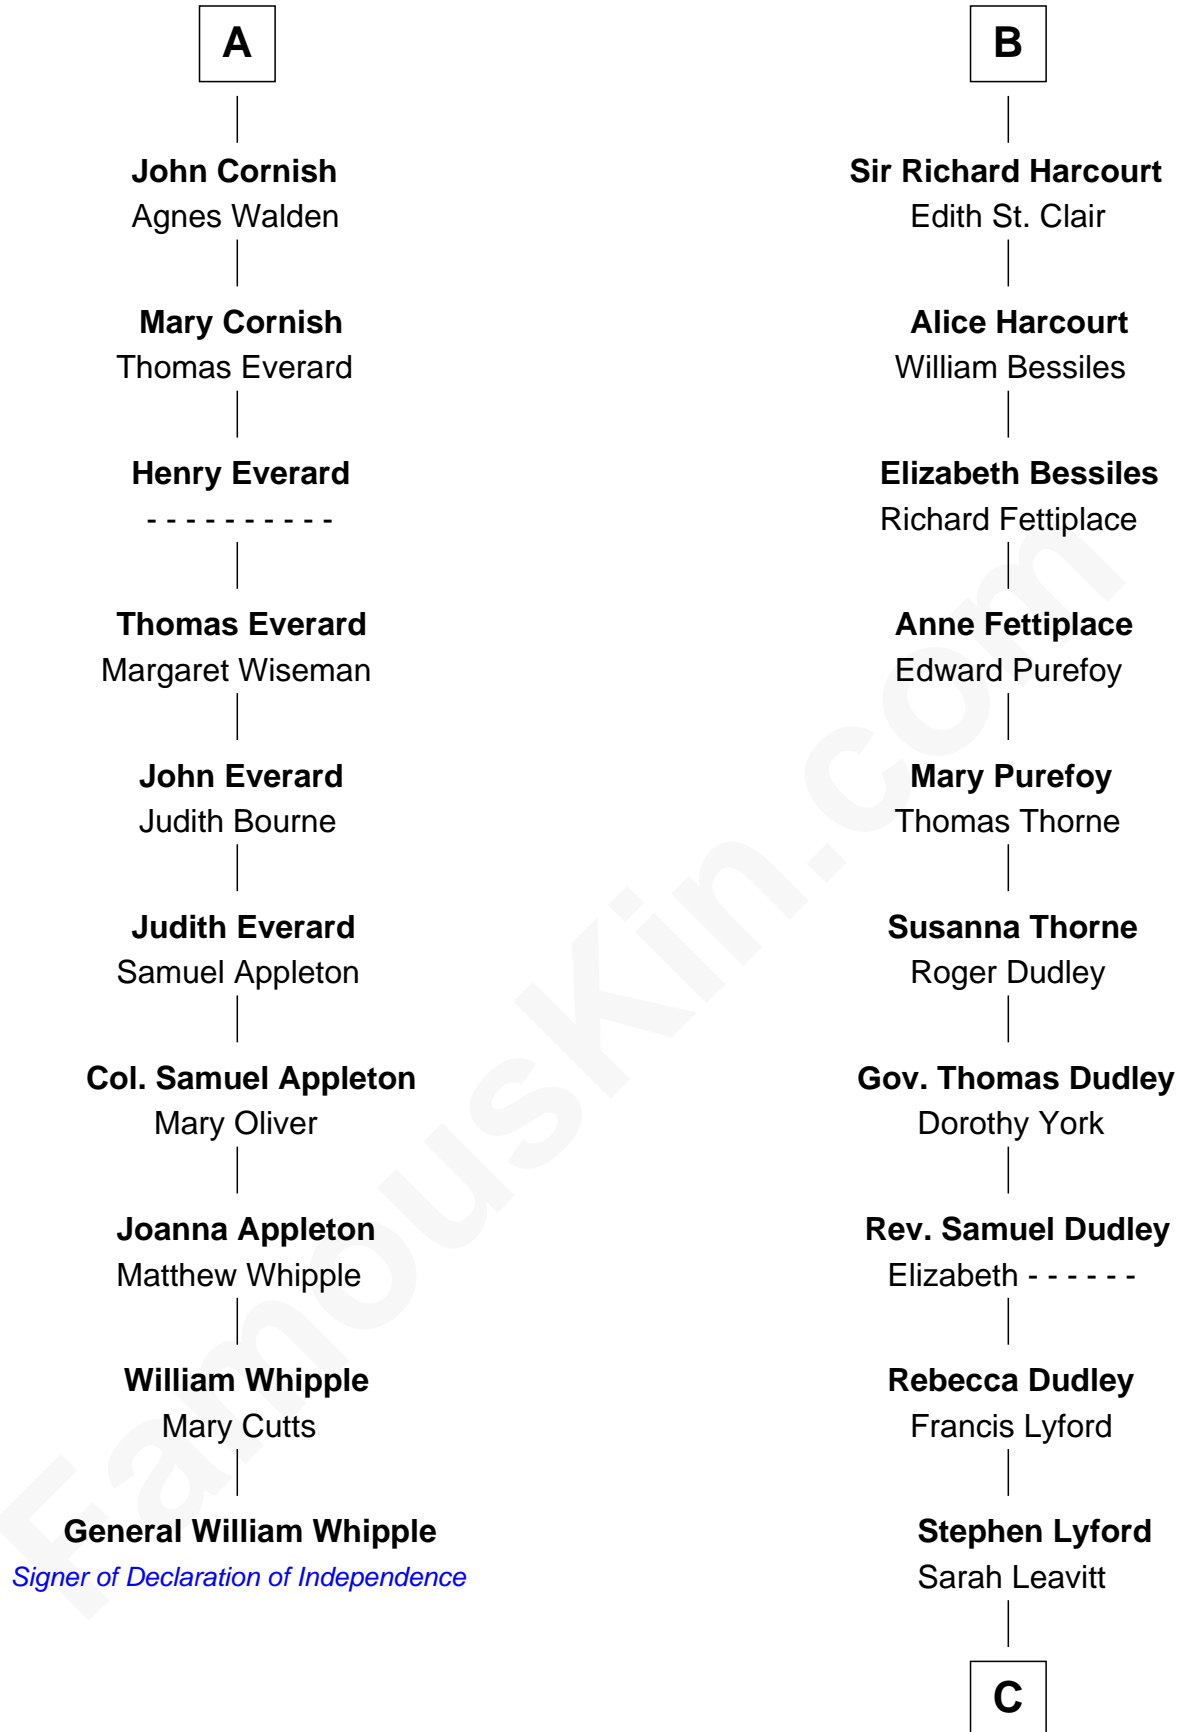 A
John Cornish
Agnes Walden
Mary Cornish
Thomas Everard
Henry Everard
- - - - - - - - - -
Thomas Everard
Margaret Wiseman
John Everard
Judith Bourne
Judith Everard
Samuel Appleton
Col. Samuel Appleton
Mary Oliver
Joanna Appleton
Matthew Whipple
William Whipple
Mary Cutts
General William Whipple
Signer of Declaration of Independence
B
Sir Richard Harcourt
Edith St. Clair
Alice Harcourt
William Bessiles
Elizabeth Bessiles
Richard Fettiplace
Anne Fettiplace
Edward Purefoy
Mary Purefoy
Thomas Thorne
Susanna Thorne
Roger Dudley
Gov. Thomas Dudley
Dorothy York
Rev. Samuel Dudley
Elizabeth - - - - - -
Rebecca Dudley
Francis Lyford
Stephen Lyford
Sarah Leavitt
C
FamousKin.com